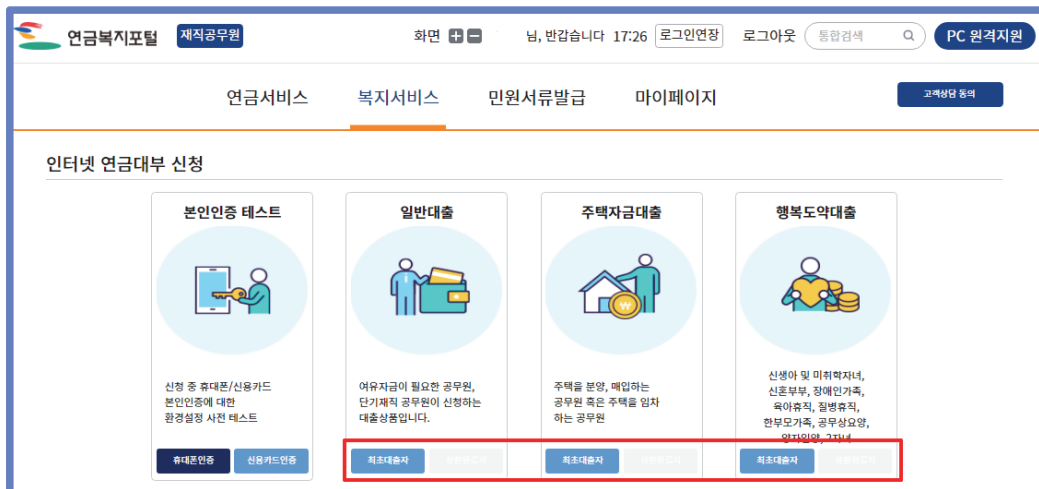 연금복지포털 재직공무원 화면 님, 반갑습니다 17:26 로그인연장 로그아웃 통합검색 PC 원격지원
연금서비스 복지서비스 민원서류발급 마이페이지 고객상담 동의
인터넷 연금대부 신청
본인인증 테스트
신청 중 휴대폰/신용카드
본인인증에 대한
환경설정 사전 테스트
휴대폰인증 신용카드인증
일반대출
여유자금이 필요한 공무원,
단기재직 공무원이 신청하는
대출상품입니다.
최초대출자
주택자금대출
주택을 분양, 매입하는
공무원 혹은 주택을 임차
하는 공무원
최초대출자
행복도약대출
신생아 및 미취학자녀,
신혼부부, 장애인가족,
육아휴직, 질병휴직,
한부모가족, 공무상요양,
2자녀
최초대출자